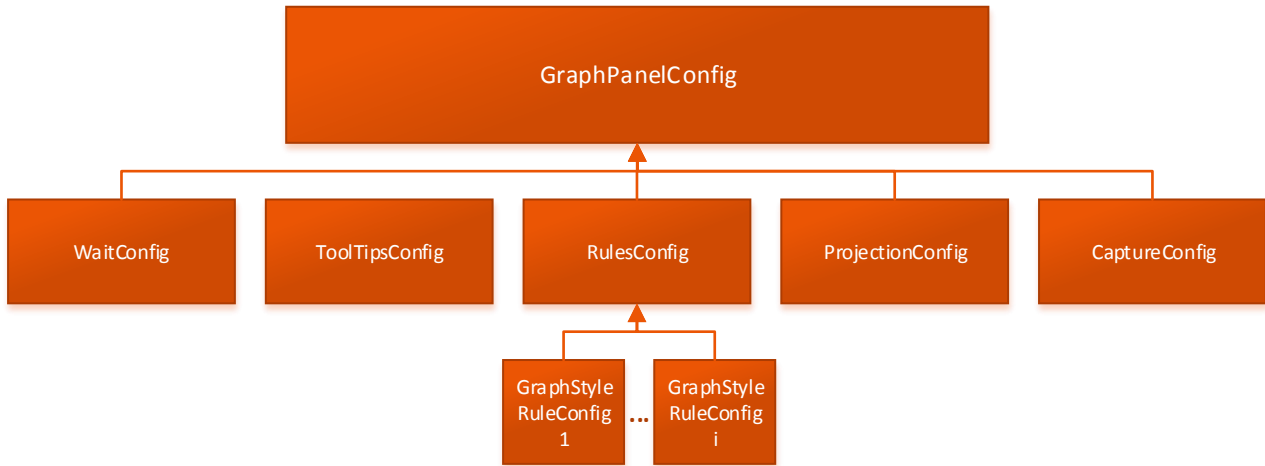 GraphPanelConfig
WaitConfig
ToolTipsConfig
RulesConfig
ProjectionConfig
CaptureConfig
GraphStyle
RuleConfig
1
...
GraphStyle
RuleConfig
i